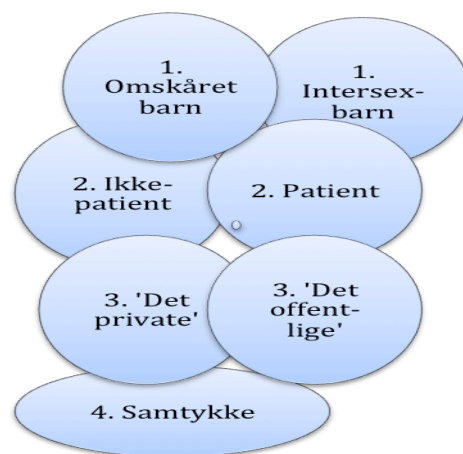 1.
Omskåret
barn
1.
Intersex-
barn
2. Ikke-
patient
2. Patient
3. 'Det
private'
3. 'Det
offent-
lige'
4. Samtykke